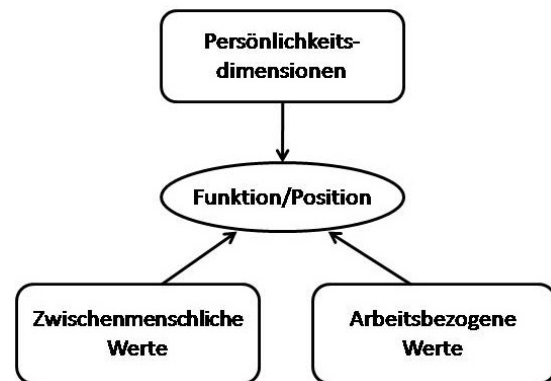 Persönlichkeits-
dimensionen
Funktion/Position
Zwischenmenschliche
Werte
Arbeitsbezogene
Werte